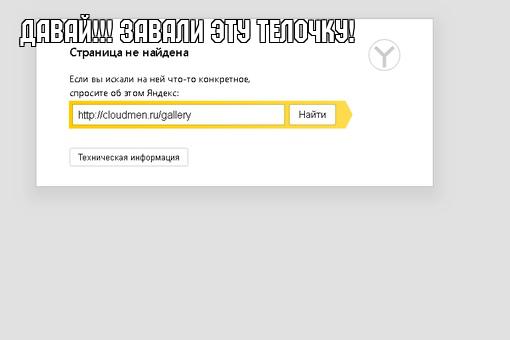 ДАВАЙ!!! ЗАВАЛИ ЭТУ ТЕЛОЧКУ!
Страница не найдена
Если вы искали на ней что-то конкретное,
спросите об этом Яндекс:
http://cloudmen.ru/gallery Найти
Техническая информация